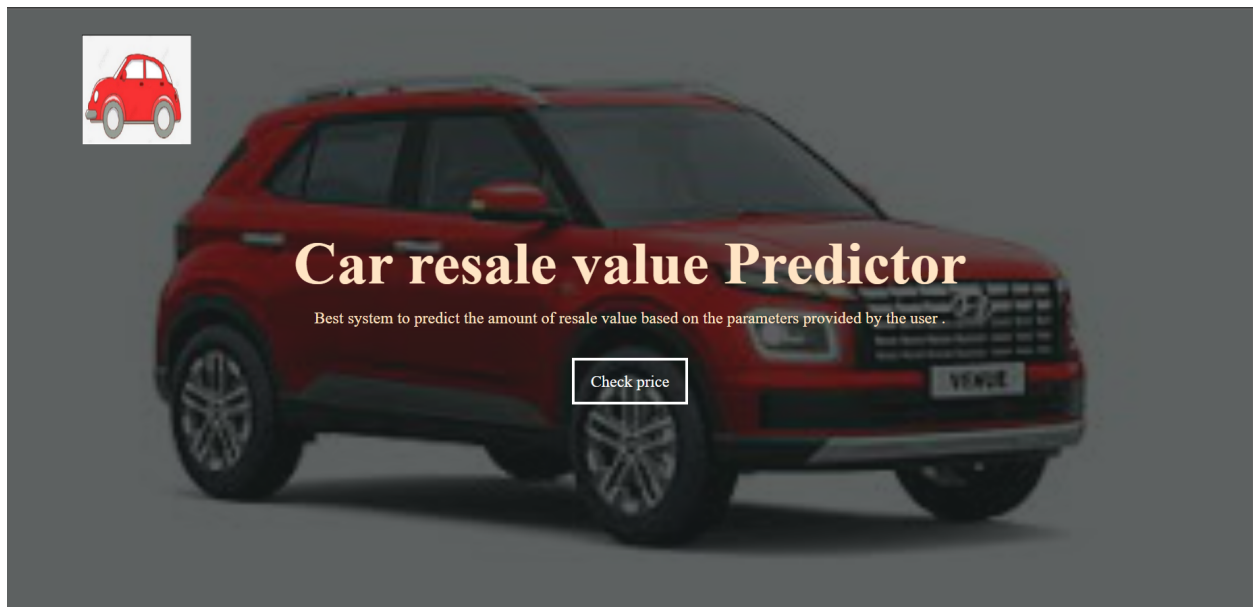 Car resale value Predictor
Best system to predict the amount of resale value based on the parameters provided by the user .
Check price
VENUE